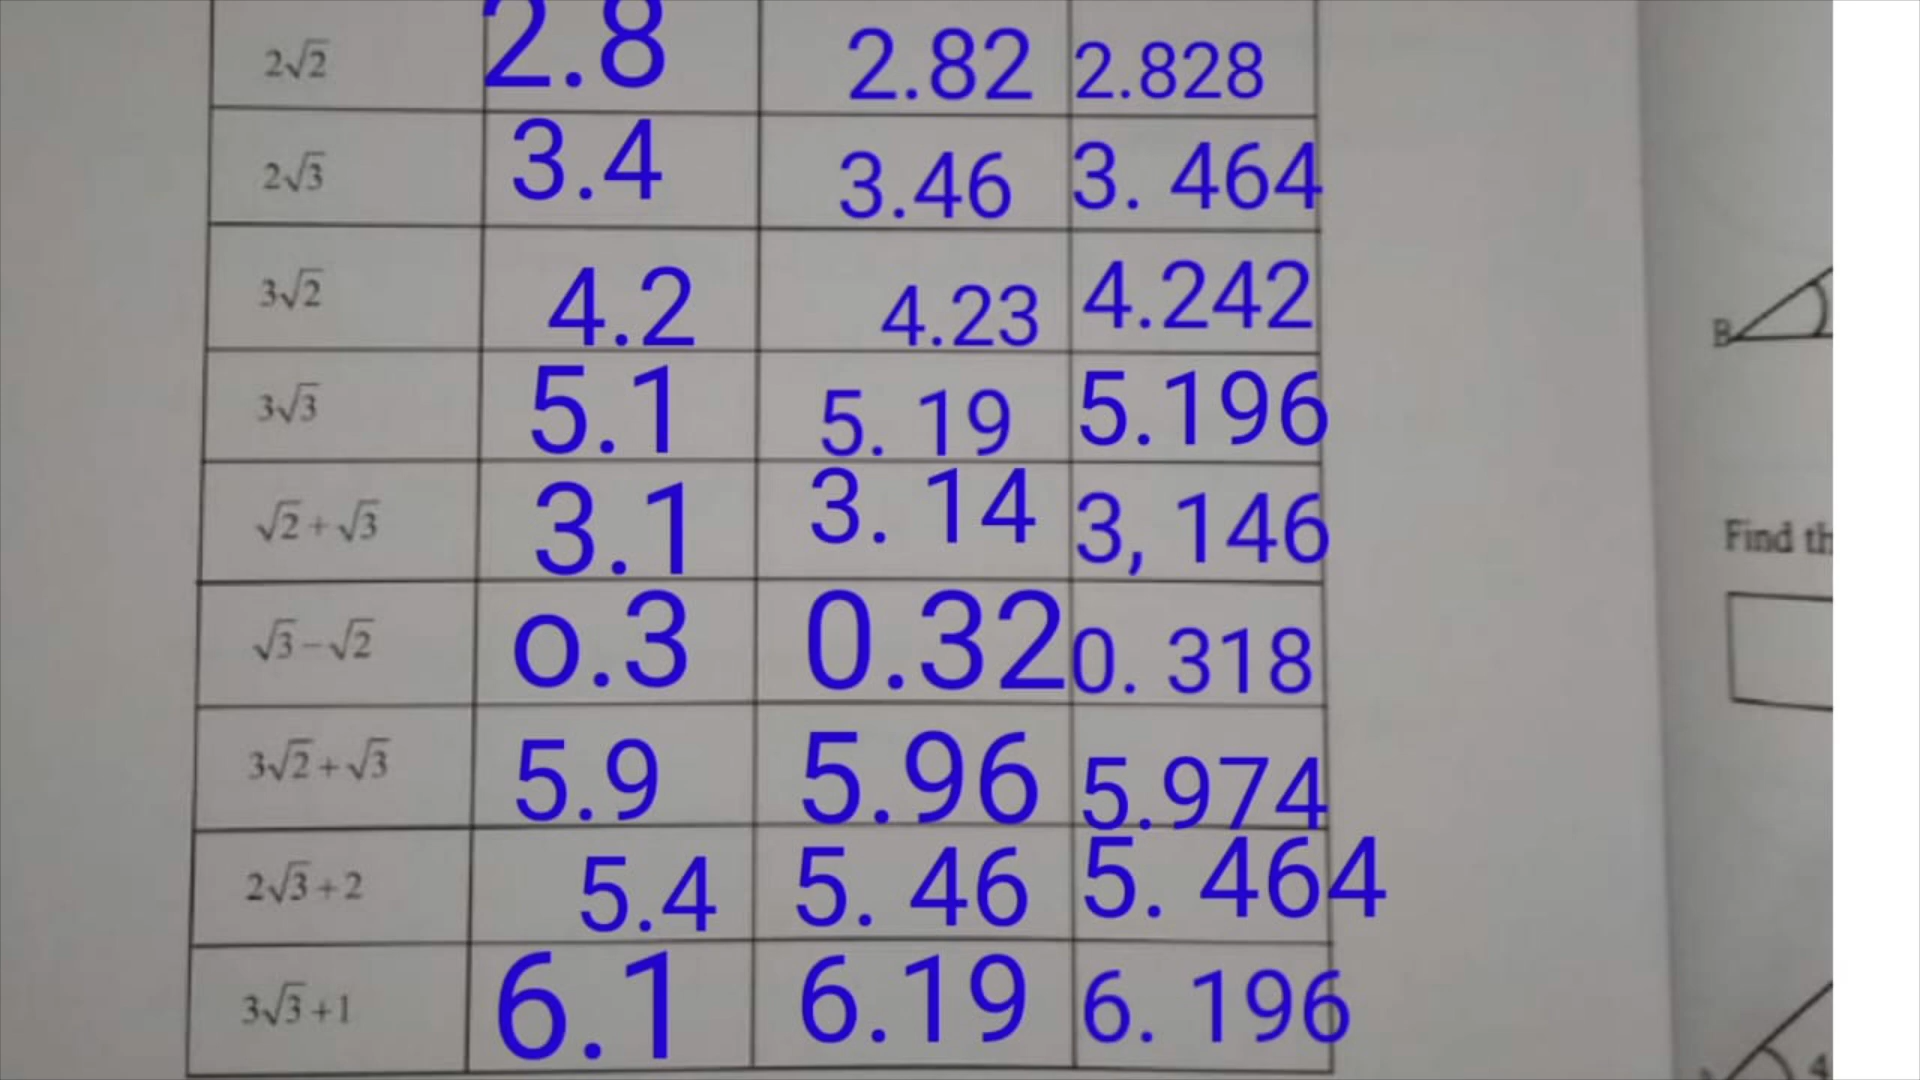 2√2 2.8 2.82 2.828
2√3 3.4 3.46 3. 464
3√2 4.2 4.23 4.242
3√3 5.1 5. 19 5.196
√2 + √3 3.1 3. 14 3, 146
√3 – √2 o.3 0.32 0. 318
3√2 + √3 5.9 5.96 5.974
2√3 + 2 5.4 5. 46 5. 464
3√3 + 1 6.1 6.19 6. 196
B
Find th
4